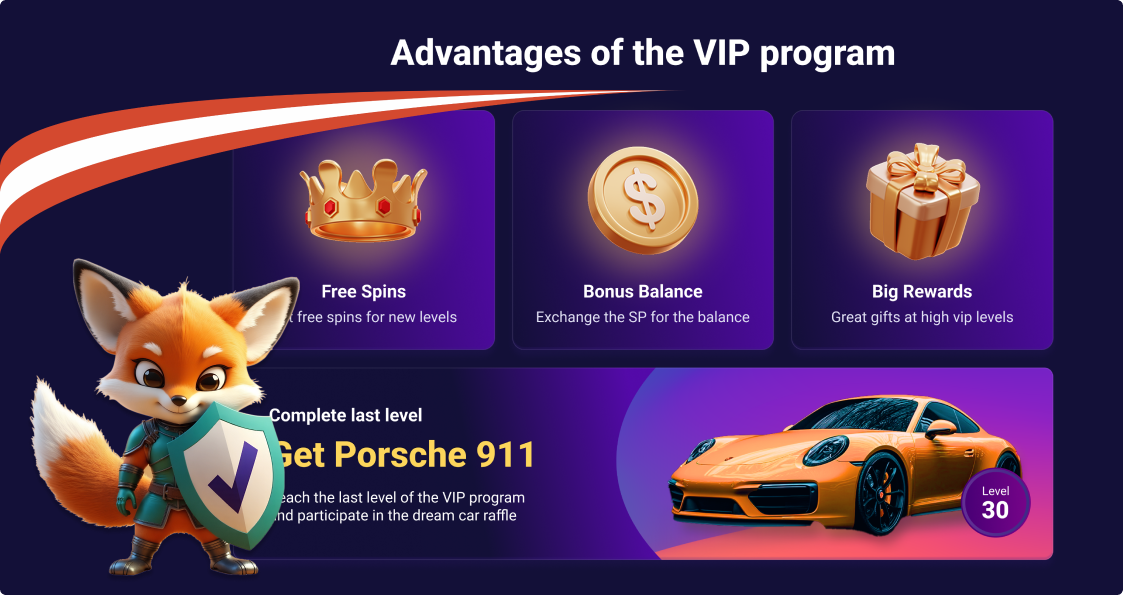 Advantages of the VIP program
Free Spins
free spins for new levels
Bonus Balance
Exchange the SP for the balance
Big Rewards
Great gifts at high vip levels
Complete last level
Get Porsche 911
each the last level of the VIP program
nd participate in the dream car raffle
Level
30